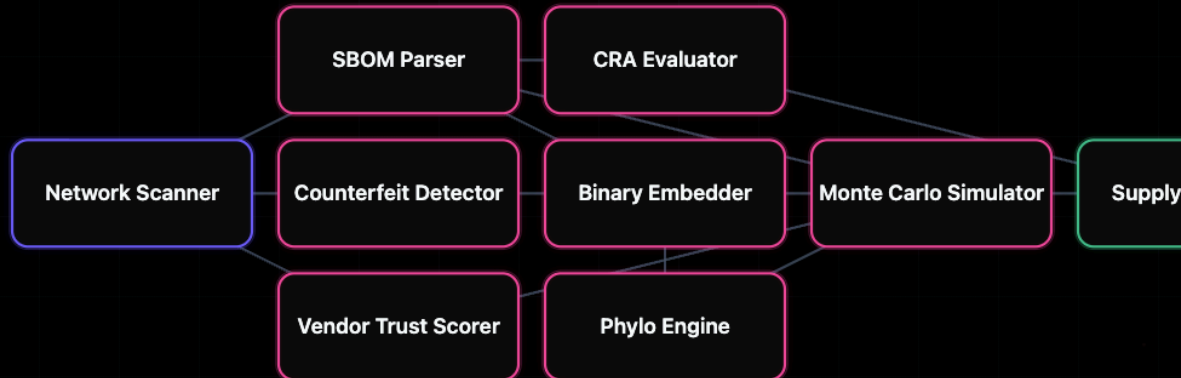 SBOM Parser
CRA Evaluator
Network Scanner
Counterfeit Detector
Binary Embedder
Monte Carlo Simulator
Supply
Vendor Trust Scorer
Phylo Engine